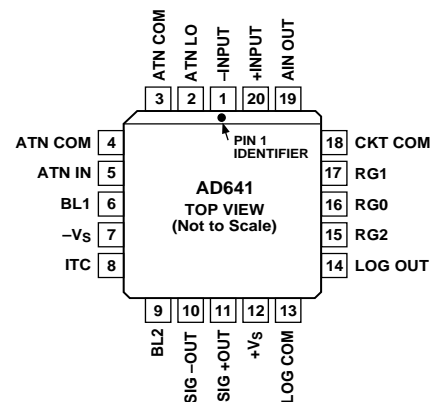 ATN COM
ATN LO
–INPUT
+INPUT
AIN OUT
3
2
1
20
19
ATN COM 4
ATN IN 5
BL1 6
–VS 7
ITC 8
PIN 1
IDENTIFIER
AD641
TOP VIEW
(Not to Scale)
18 CKT COM
17 RG1
16 RG0
15 RG2
14 LOG OUT
9
10
11
12
13
BL2
SIG –OUT
SIG +OUT
+VS
LOG COM